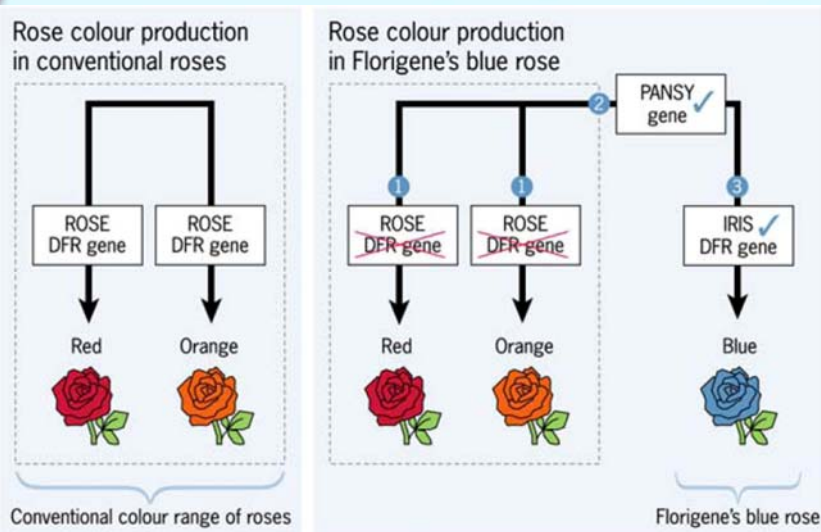 Rose colour production
in conventional roses
ROSE
DFR gene
ROSE
DFR gene
Red
Orange
Conventional colour range of roses
Rose colour production
in Florigene's blue rose
2
PANSY
gene
1
1
3
ROSE
DFR gene
ROSE
DFR gene
IRIS
DFR gene
Red
Orange
Blue
Florigene's blue rose